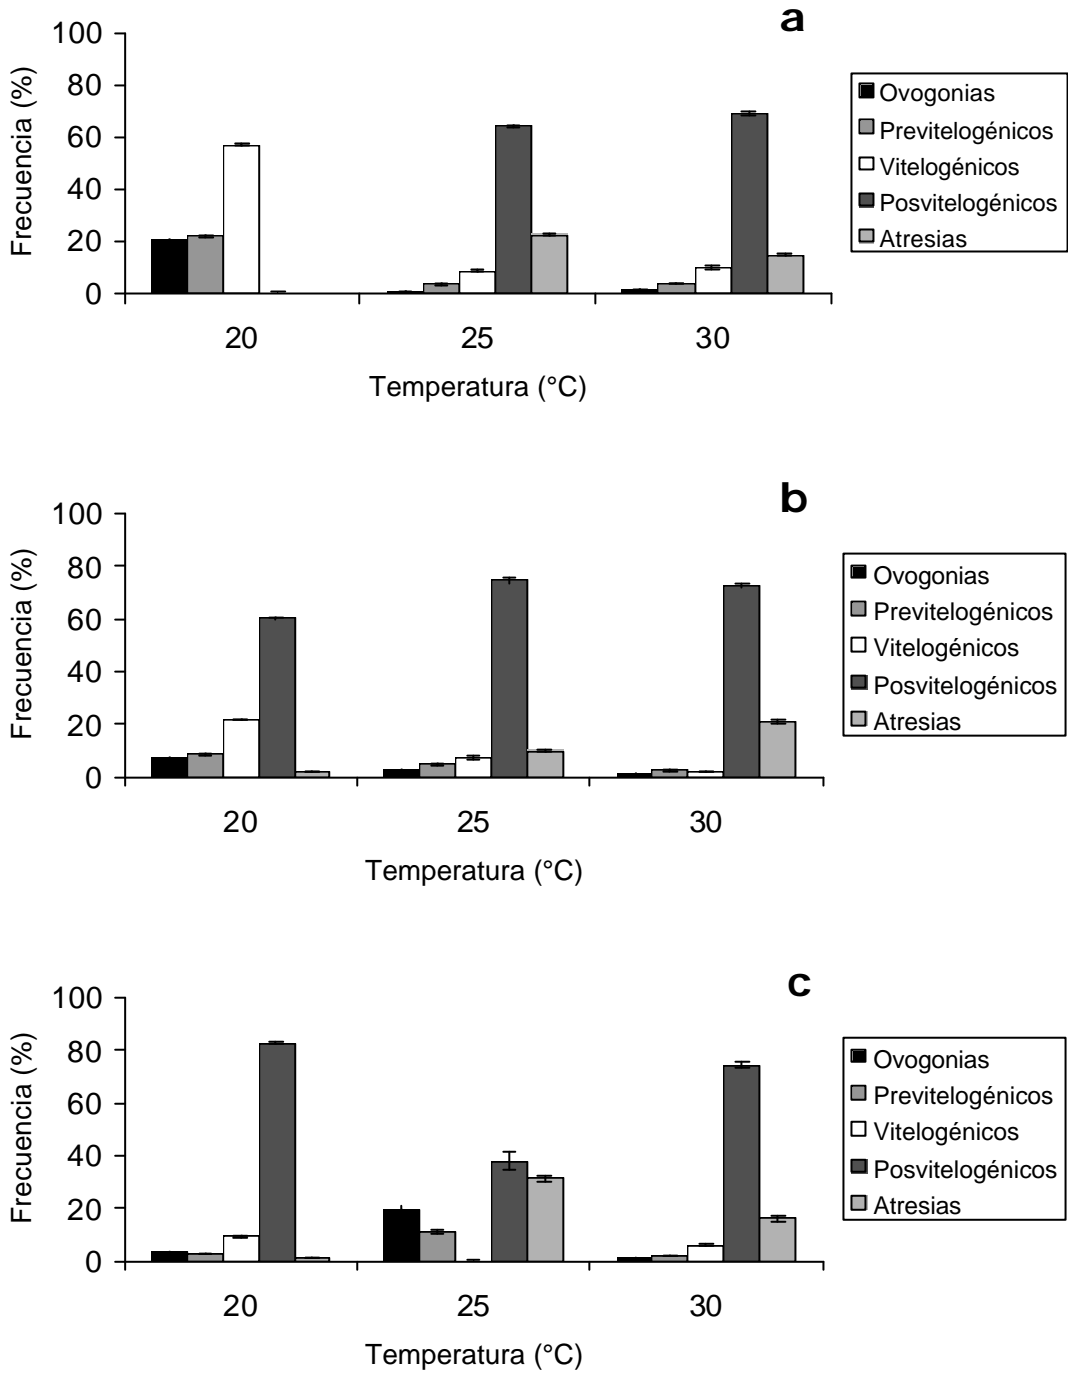 a
100
80
60
40
20
0
Frecuencia (%)
20 25 30
Temperatura (°C)
Ovogonias
Previtelogénicos
Vitelogénicos
Posvitelogénicos
Atresias
b
100
80
60
40
20
0
Frecuencia (%)
20 25 30
Temperatura (°C)
Ovogonias
Previtelogénicos
Vitelogénicos
Posvitelogénicos
Atresias
c
100
80
60
40
20
0
Frecuencia (%)
20 25 30
Temperatura (°C)
Ovogonias
Previtelogénicos
Vitelogénicos
Posvitelogénicos
Atresias